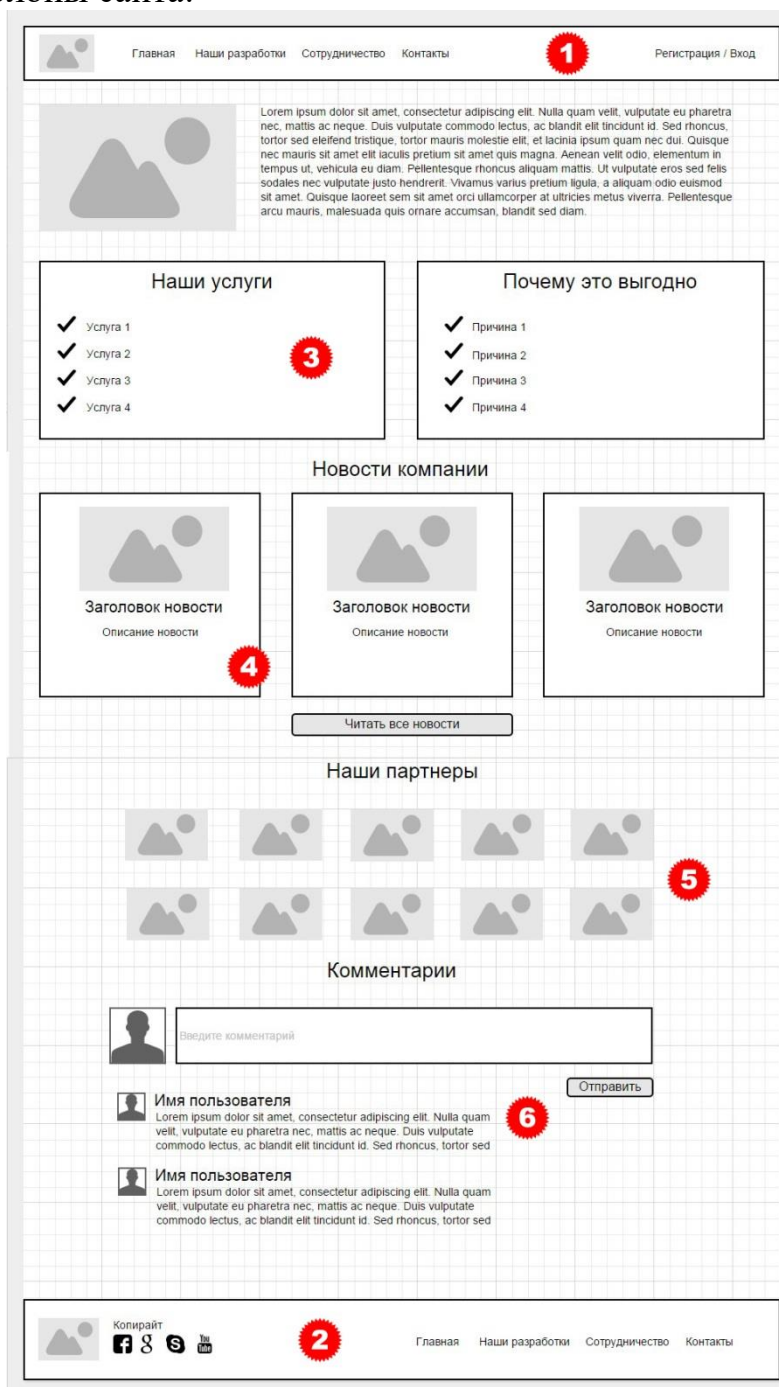 Главная Наши разработки Сотрудничество Контакты 1 Регистрация / Вход
Lorem ipsum dolor sit amet, consectetur adipiscing elit. Nulla quam velit, vulputate eu pharetra
nec, mattis ac neque. Duis vulputate commodo lectus, ac blandit elit tincidunt id. Sed rhoncus,
tortor sed eleifend tristique, tortor mauris molestie elit, et lacinia ipsum quam nec dui. Quisque
nec mauris sit amet elit iaculis pretium sit amet quis magna. Aenean velit odio, elementum in
tempus ut, vehicula eu diam. Pellentesque rhoncus aliquam mattis. Ut vulputate eros sed felis
sodales nec vulputate justo hendrerit. Vivamus varius pretium ligula, a aliquam odio euismod
sit amet. Quisque laoreet sem sit amet orci ullamcorper at ultricies metus viverra. Pellentesque
arcu mauris, malesuada quis ornare accumsan, blandit sed diam.
Наши услуги
Услуга 1
Услуга 2
3
Услуга 3
Услуга 4
Почему это выгодно
Причина 1
Причина 2
Причина 3
Причина 4
Новости компании
Заголовок новости
Описание новости
4
Заголовок новости
Описание новости
Заголовок новости
Описание новости
Читать все новости
Наши партнеры
5
Комментарии
Введите комментарий
Отправить
Имя пользователя
Lorem ipsum dolor sit amet, consectetur adipiscing elit. Nulla quam
velit, vulputate eu pharetra nec, mattis ac neque. Duis vulputate
commodo lectus, ac blandit elit tincidunt id. Sed rhoncus, tortor sed
6
Имя пользователя
Lorem ipsum dolor sit amet, consectetur adipiscing elit. Nulla quam
velit, vulputate eu pharetra nec, mattis ac neque. Duis vulputate
commodo lectus, ac blandit elit tincidunt id. Sed rhoncus, tortor sed
Копирайт
f g S You Tube
2
Главная Наши разработки Сотрудничество Контакты